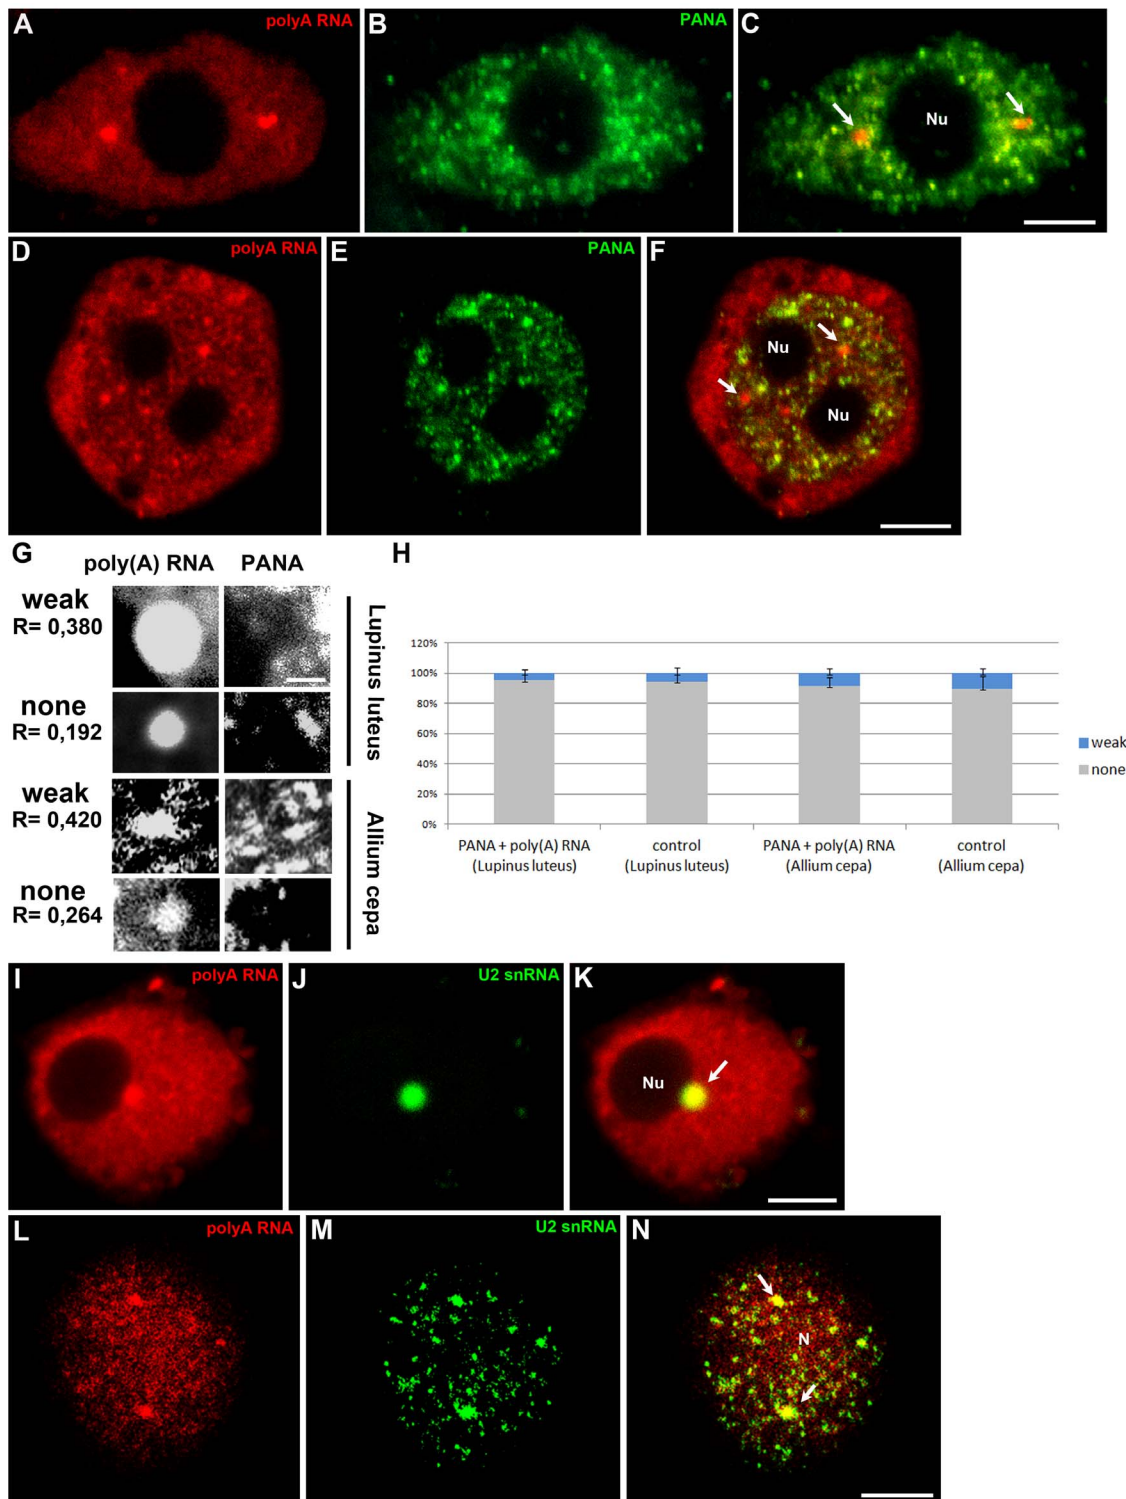 A polyA RNA
B PANA
C
Nu
D polyA RNA
E PANA
F
Nu
Nu
G
poly(A) RNA PANA
weak
R= 0,380
none
R= 0,192
Lupinus luteus
weak
R= 0,420
none
R= 0,264
Allium cepa
H
120%
100%
80%
60%
40%
20%
0%
PANA + poly(A) RNA
(Lupinus luteus)
control
(Lupinus luteus)
PANA + poly(A) RNA
(Allium cepa)
control
(Allium cepa)
weak
none
I polyA RNA
J U2 snRNA
K
Nu
L polyA RNA
M U2 snRNA
N
N